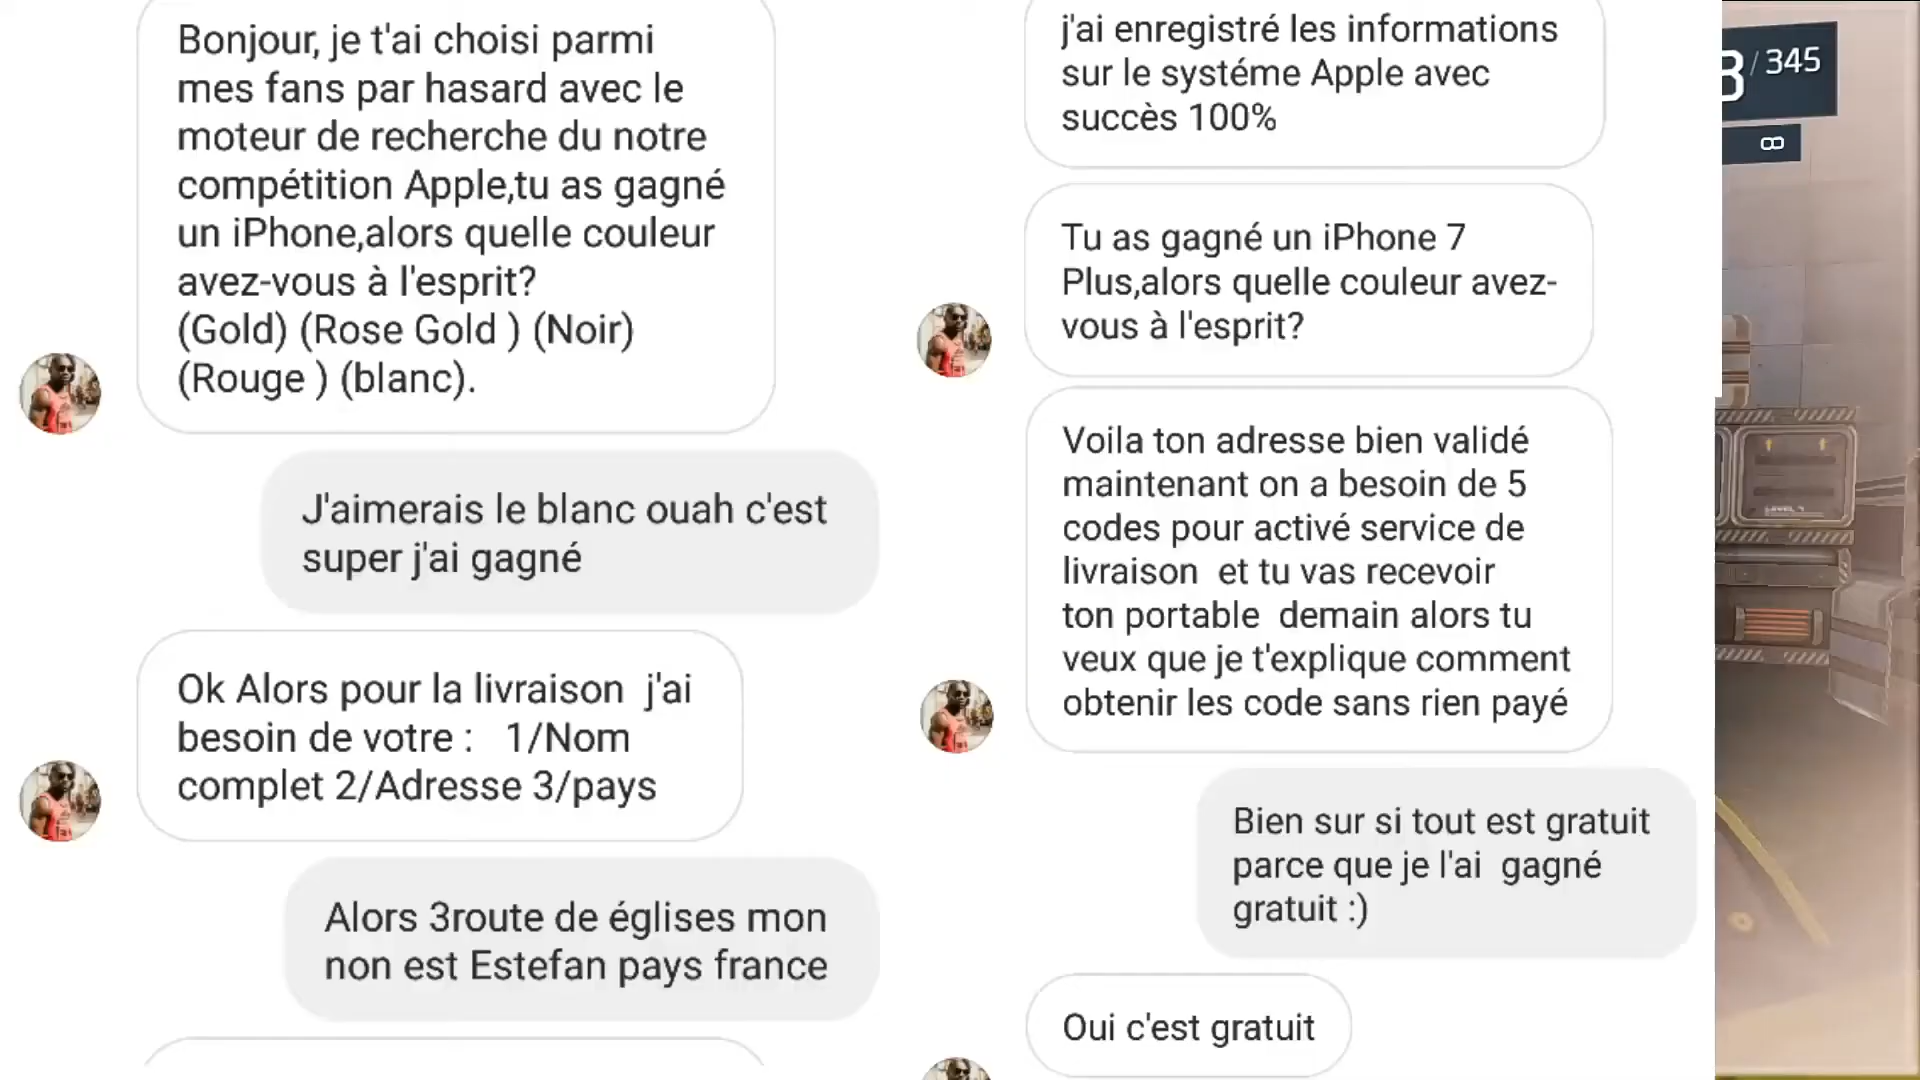 Bonjour, je t'ai choisi parmi
mes fans par hasard avec le
moteur de recherche du notre
compétition Apple,tu as gagné
un iPhone,alors quelle couleur
avez-vous à l'esprit?
(Gold) (Rose Gold ) (Noir)
(Rouge ) (blanc).
J'aimerais le blanc ouah c'est
super j'ai gagné
Ok Alors pour la livraison  j'ai
besoin de votre :   1/Nom
complet 2/Adresse 3/pays
Alors 3route de églises mon
non est Estefan pays france
j'ai enregistré les informations
sur le systéme Apple avec
succès 100%
Tu as gagné un iPhone 7
Plus,alors quelle couleur avez-
vous à l'esprit?
Voila ton adresse bien validé
maintenant on a besoin de 5
codes pour activé service de
livraison  et tu vas recevoir
ton portable  demain alors tu
veux que je t'explique comment
obtenir les code sans rien payé
Bien sur si tout est gratuit
parce que je l'ai  gagné
gratuit :)
Oui c'est gratuit
/ 345
∞